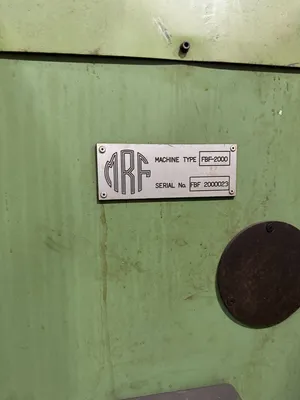 MRF
MACHINE TYPE FBF-2000
SERIAL No. FBF 2000023